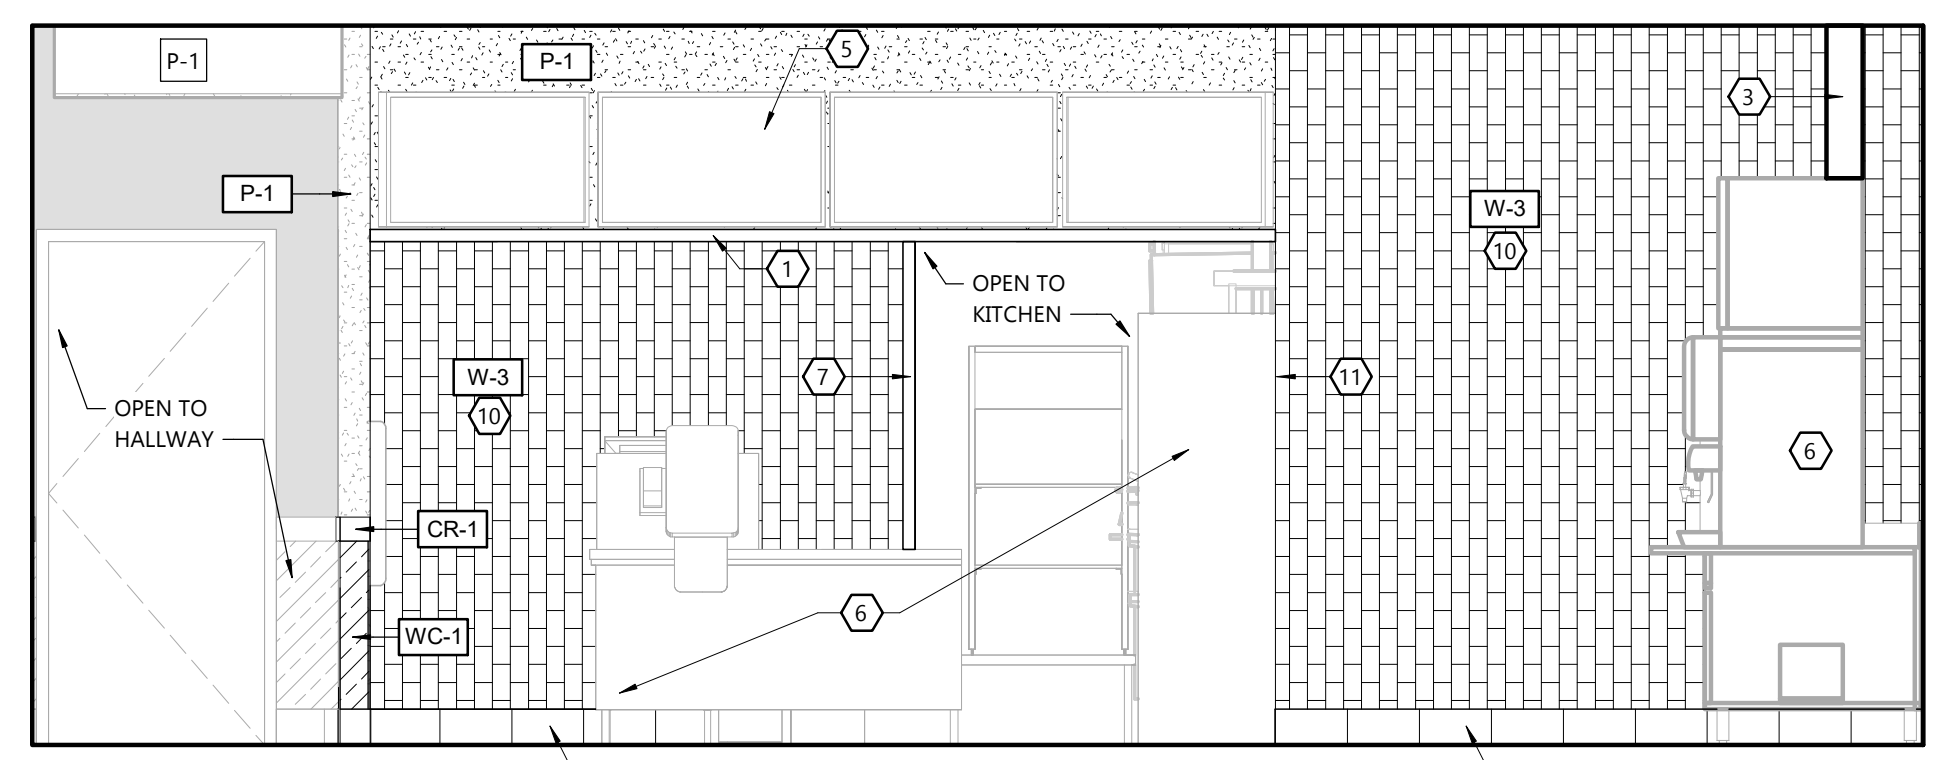 P-1
P-1
5
3
P-1
W-3
10
1
OPEN TO
KITCHEN
W-3
10
7
11
OPEN TO
HALLWAY
6
CR-1
WC-1
6